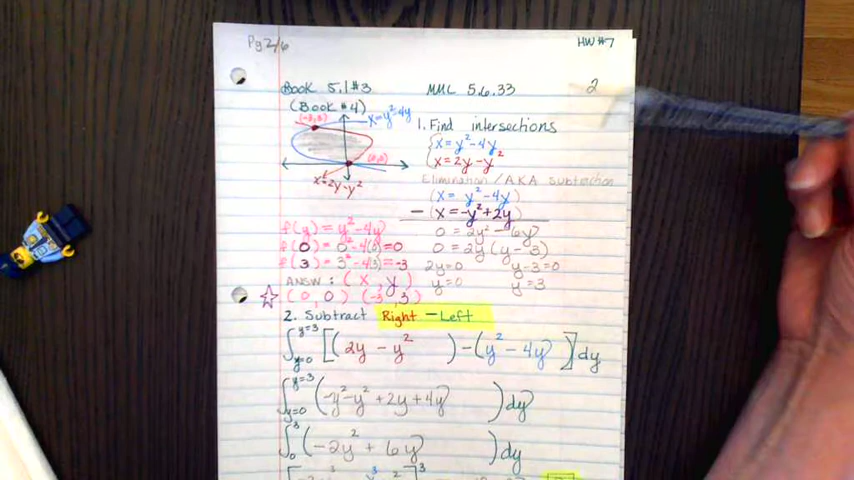 Pg 2/6 HW#7
Book 5.1#3 MML 5.6.33 2
(Book #4)
(-3,3) x=y²-4y
(0,0)
x=2y-y²
1. Find intersections
{x=y²-4y
x=2y-y²
Elimination/AKA subtraction
(x= y²-4y)
-(x=-y²+2y)
0 = 2y² - 6y
0 = 2y(y-3)
2y=0 y-3=0
y=0 y=3
f(y)= y²-4y
f(0)= 0²-4(0)=0
f(3)= 3²-4(3)=-3
ANSW: (x,y)
☆ (0,0) (-3,3)
2. Subtract Right - Left
∫ y=0 y=3 [(2y - y²) - (y² - 4y)] dy
∫ y=0 y=3 (-y²-y²+2y+4y) dy
∫ 0 3 (-2y² + 6y) dy